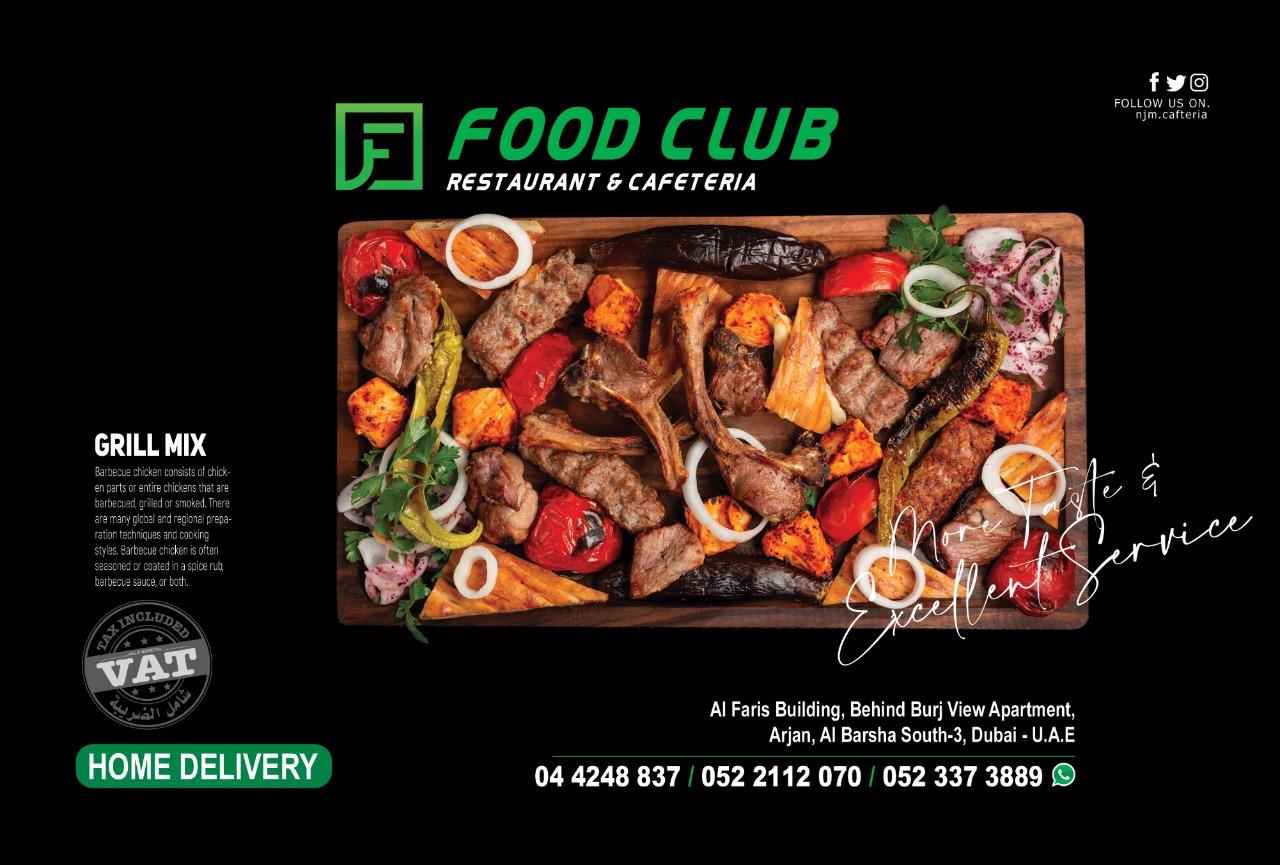 FOLLOW US ON.
njm.cafteria
FOOD CLUB
RESTAURANT & CAFETERIA
GRILL MIX
Barbecue chicken consists of chick-
en parts or entire chickens that are
barbecued, grilled or smoked. There
are many global and regional prepa-
ration techniques and cooking
styles. Barbecue chicken is often
seasoned or coated in a spice rub,
barbecue sauce, or both.
More Taste &
Excellent Service
TAX INCLUDED
VAT
شامل الضريبة
HOME DELIVERY
Al Faris Building, Behind Burj View Apartment,
Arjan, Al Barsha South-3, Dubai - U.A.E
04 4248 837 / 052 2112 070 / 052 337 3889